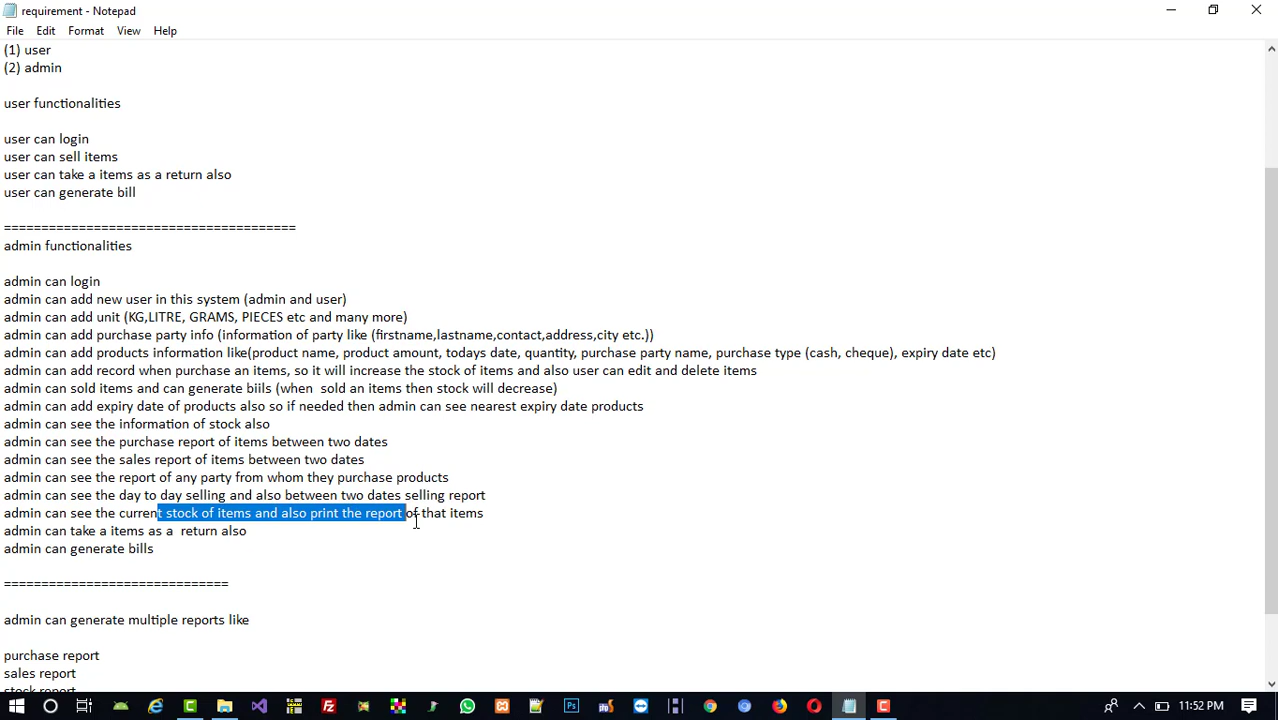 requirement - Notepad
File Edit Format View Help
(1) user
(2) admin
user functionalities
user can login
user can sell items
user can take a items as a return also
user can generate bill
=======================================
admin functionalities
admin can login
admin can add new user in this system (admin and user)
admin can add unit (KG,LITRE, GRAMS, PIECES etc and many more)
admin can add purchase party info (information of party like (firstname,lastname,contact,address,city etc.))
admin can add products information like(product name, product amount, todays date, quantity, purchase party name, purchase type (cash, cheque), expiry date etc)
admin can add record when purchase an items, so it will increase the stock of items and also user can edit and delete items
admin can sold items and can generate biils (when  sold an items then stock will decrease)
admin can add expiry date of products also so if needed then admin can see nearest expiry date products
admin can see the information of stock also
admin can see the purchase report of items between two dates
admin can see the sales report of items between two dates
admin can see the report of any party from whom they purchase products
admin can see the day to day selling and also between two dates selling report
admin can see the current stock of items and also print the report of that items
admin can take a items as a  return also
admin can generate bills
==============================
admin can generate multiple reports like
purchase report
sales report
stock report
11:52 PM